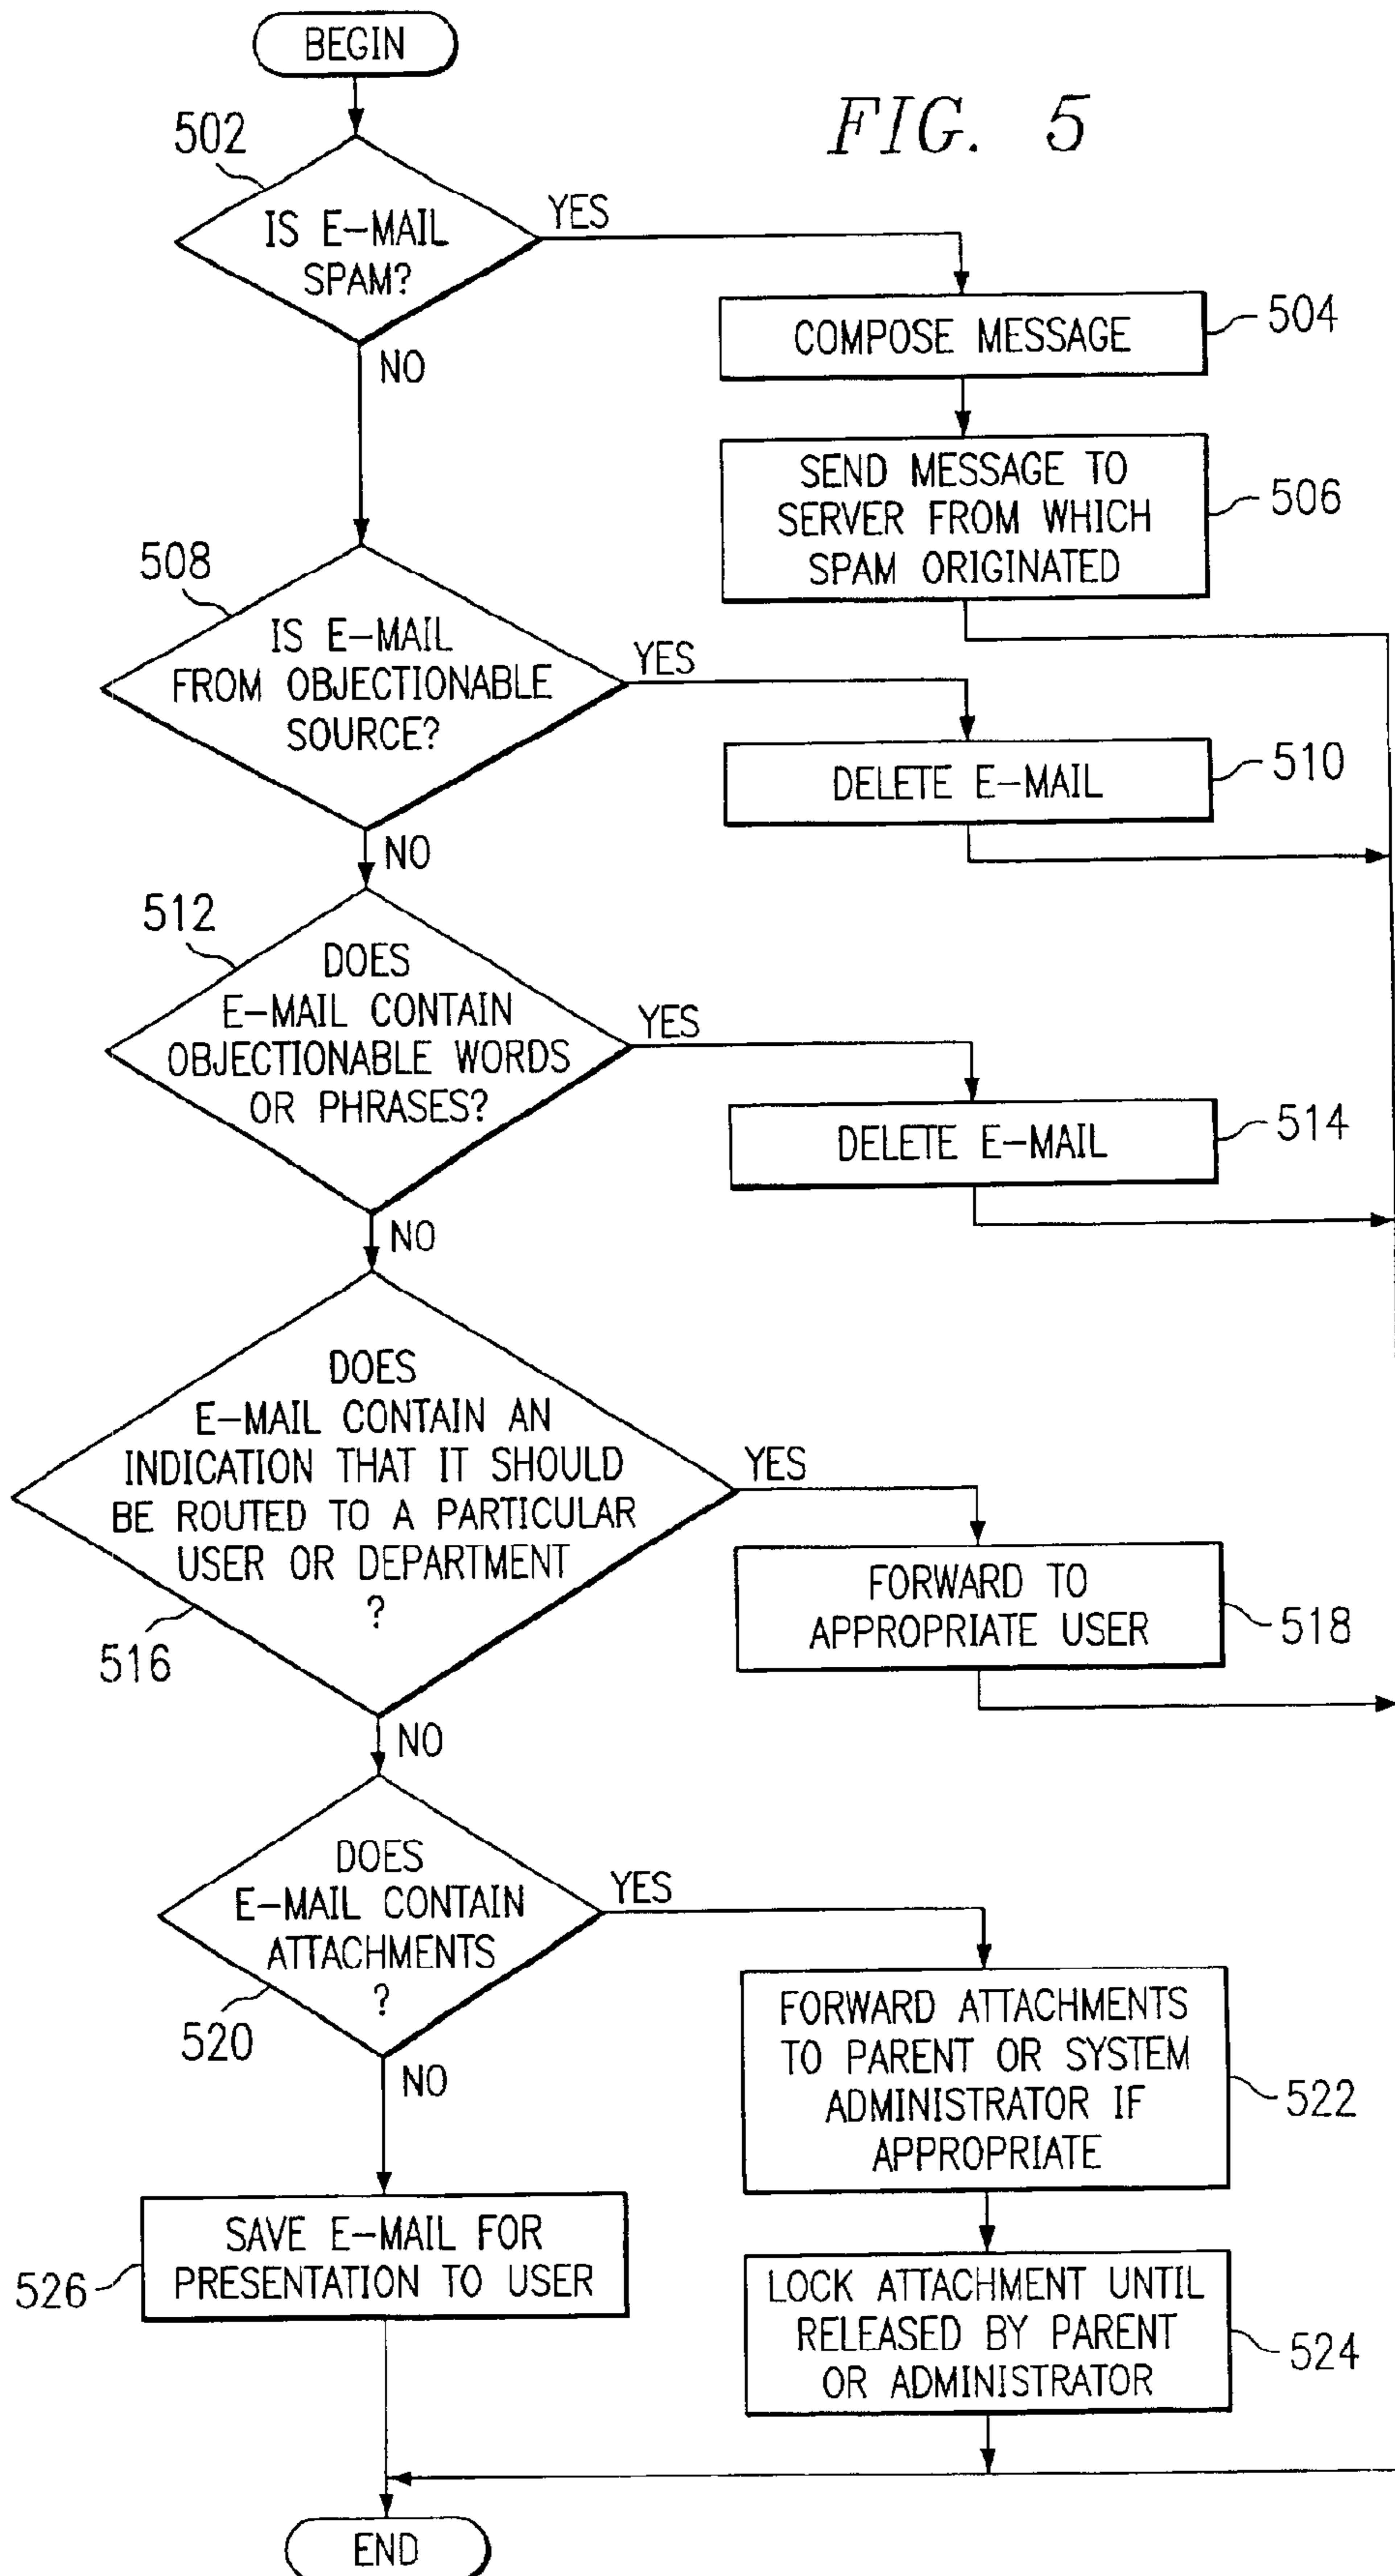 BEGIN
FIG. 5
502
IS E-MAIL
SPAM?
YES
NO
COMPOSE MESSAGE
504
SEND MESSAGE TO
SERVER FROM WHICH
SPAM ORIGINATED
506
508
IS E-MAIL
FROM OBJECTIONABLE
SOURCE?
YES
NO
DELETE E-MAIL
510
512
DOES
E-MAIL CONTAIN
OBJECTIONABLE WORDS
OR PHRASES?
YES
NO
DELETE E-MAIL
514
DOES
E-MAIL CONTAIN AN
INDICATION THAT IT SHOULD
BE ROUTED TO A PARTICULAR
USER OR DEPARTMENT
?
516
YES
NO
FORWARD TO
APPROPRIATE USER
518
DOES
E-MAIL CONTAIN
ATTACHMENTS
?
520
YES
NO
FORWARD ATTACHMENTS
TO PARENT OR SYSTEM
ADMINISTRATOR IF
APPROPRIATE
522
SAVE E-MAIL FOR
PRESENTATION TO USER
526
LOCK ATTACHMENT UNTIL
RELEASED BY PARENT
OR ADMINISTRATOR
524
END